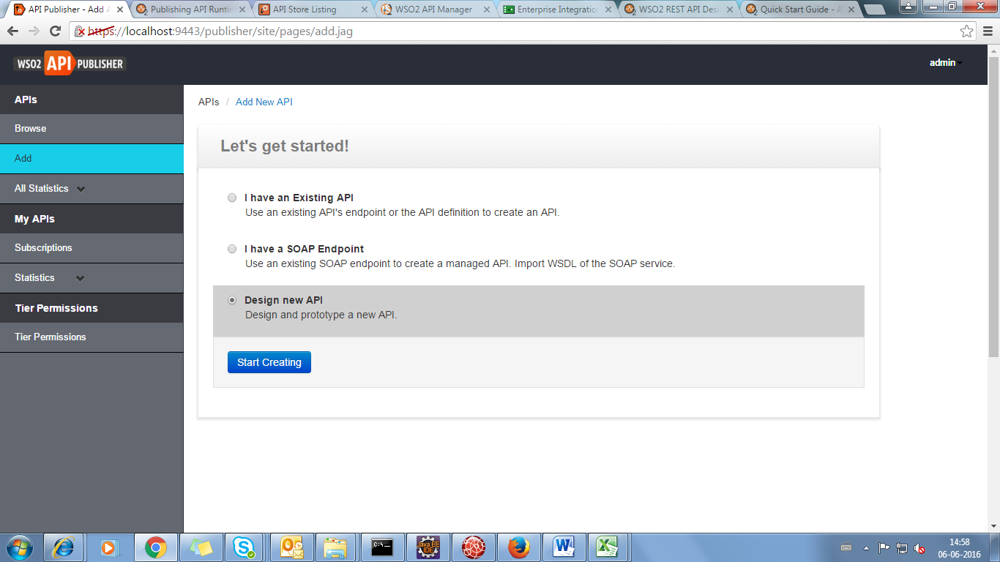 API Publisher - Add A
Publishing API Runtim
API Store Listing
WSO2 API Manager
Enterprise Integration
WSO2 REST API Desi
Quick Start Guide - A
https://localhost:9443/publisher/site/pages/add.jag
WSO2 API PUBLISHER
admin
APIs
Browse
Add
All Statistics
My APIs
Subscriptions
Statistics
Tier Permissions
Tier Permissions
APIs / Add New API
Let's get started!
I have an Existing API
Use an existing API's endpoint or the API definition to create an API.
I have a SOAP Endpoint
Use an existing SOAP endpoint to create a managed API. Import WSDL of the SOAP service.
Design new API
Design and prototype a new API.
Start Creating
C:\_
Java EE
IDE
14:58
06-06-2016